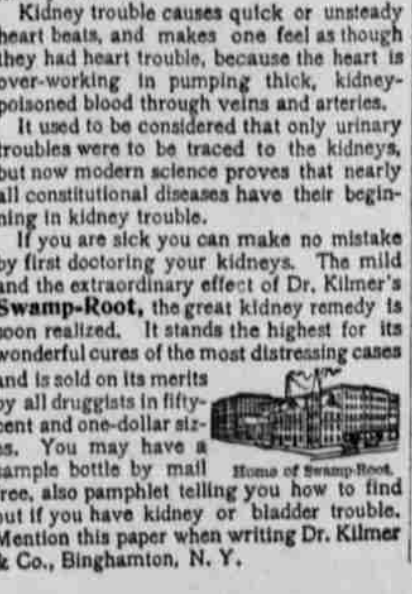 Kidney trouble causes quick or unsteady
heart beats, and makes one feel as though
they had heart trouble, because the heart is
over-working in pumping thick, kidney-
poisoned blood through veins and arteries.
It used to be considered that only urinary
troubles were to be traced to the kidneys,
but now modern science proves that nearly
all constitutional diseases have their begin-
ning in kidney trouble.
If you are sick you can make no mistake
by first doctoring your kidneys. The mild
and the extraordinary effect of Dr. Kilmer's
Swamp-Root, the great kidney remedy is
soon realized. It stands the highest for its
wonderful cures of the most distressing cases
and is sold on its merits
by all druggists in fifty-
cent and one-dollar siz-
es. You may have a
sample bottle by mail
Home of Swamp-Root.
free, also pamphlet telling you how to find
out if you have kidney or bladder trouble.
Mention this paper when writing Dr. Kilmer
& Co., Binghamton, N. Y.